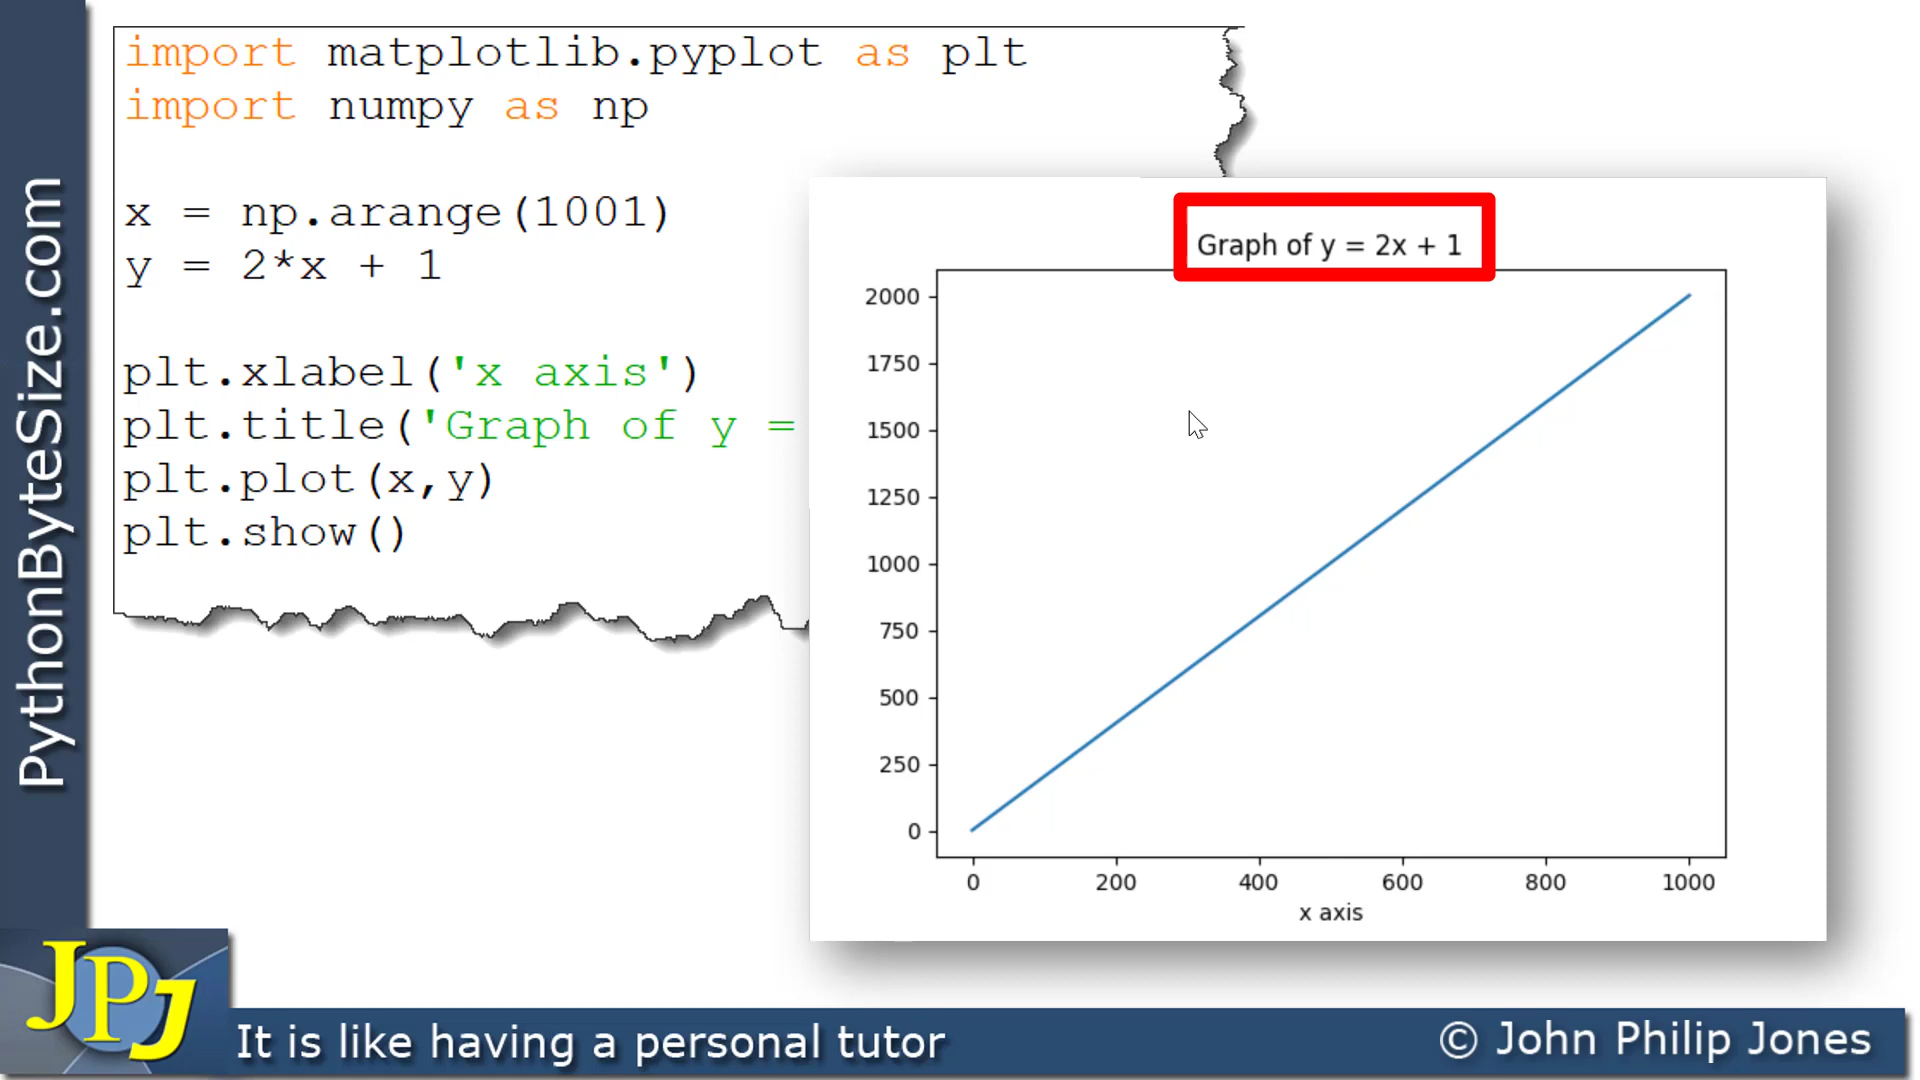 PythonByteSize.com
import matplotlib.pyplot as plt
import numpy as np
x = np.arange(1001)
y = 2*x + 1
plt.xlabel('x axis')
plt.title('Graph of y =
plt.plot(x,y)
plt.show()
Graph of y = 2x + 1
2000
1750
1500
1250
1000
750
500
250
0
0 200 400 600 800 1000
x axis
JPJ
It is like having a personal tutor
© John Philip Jones